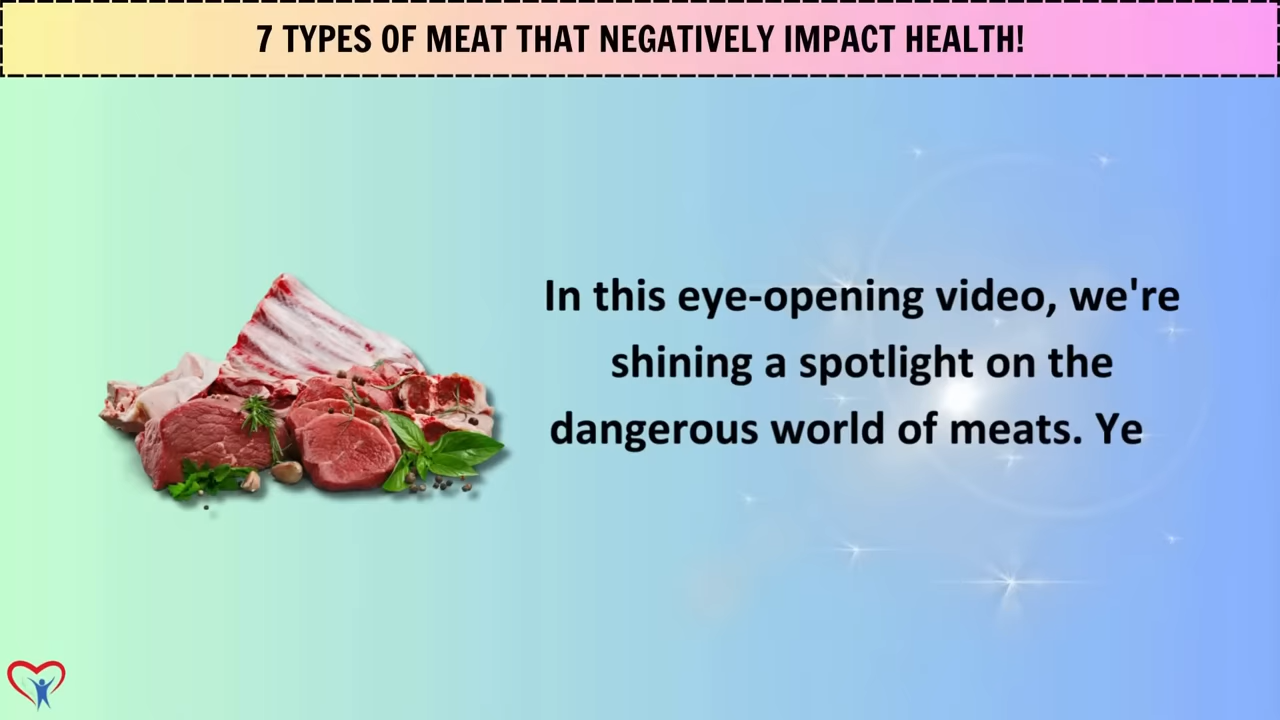 7 TYPES OF MEAT THAT NEGATIVELY IMPACT HEALTH!
In this eye-opening video, we're
shining a spotlight on the
dangerous world of meats. Ye